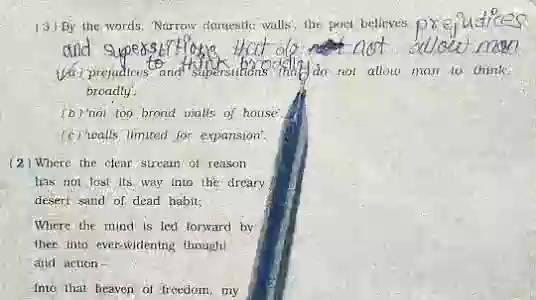 (3) By the words, 'Narrow domestic walls', the poet believes prejudices
and superstitions that do not allow man
to think broadly
(a) 'prejudices and superstitions that do not allow man to think
broadly'.
(b) 'not too broad walls of house'.
(c) 'walls limited for expansion'.
(2) Where the clear stream of reason
has not lost its way into the dreary
desert sand of dead habit;
Where the mind is led forward by
thee into ever-widening thought
and action –
Into that heaven of freedom, my